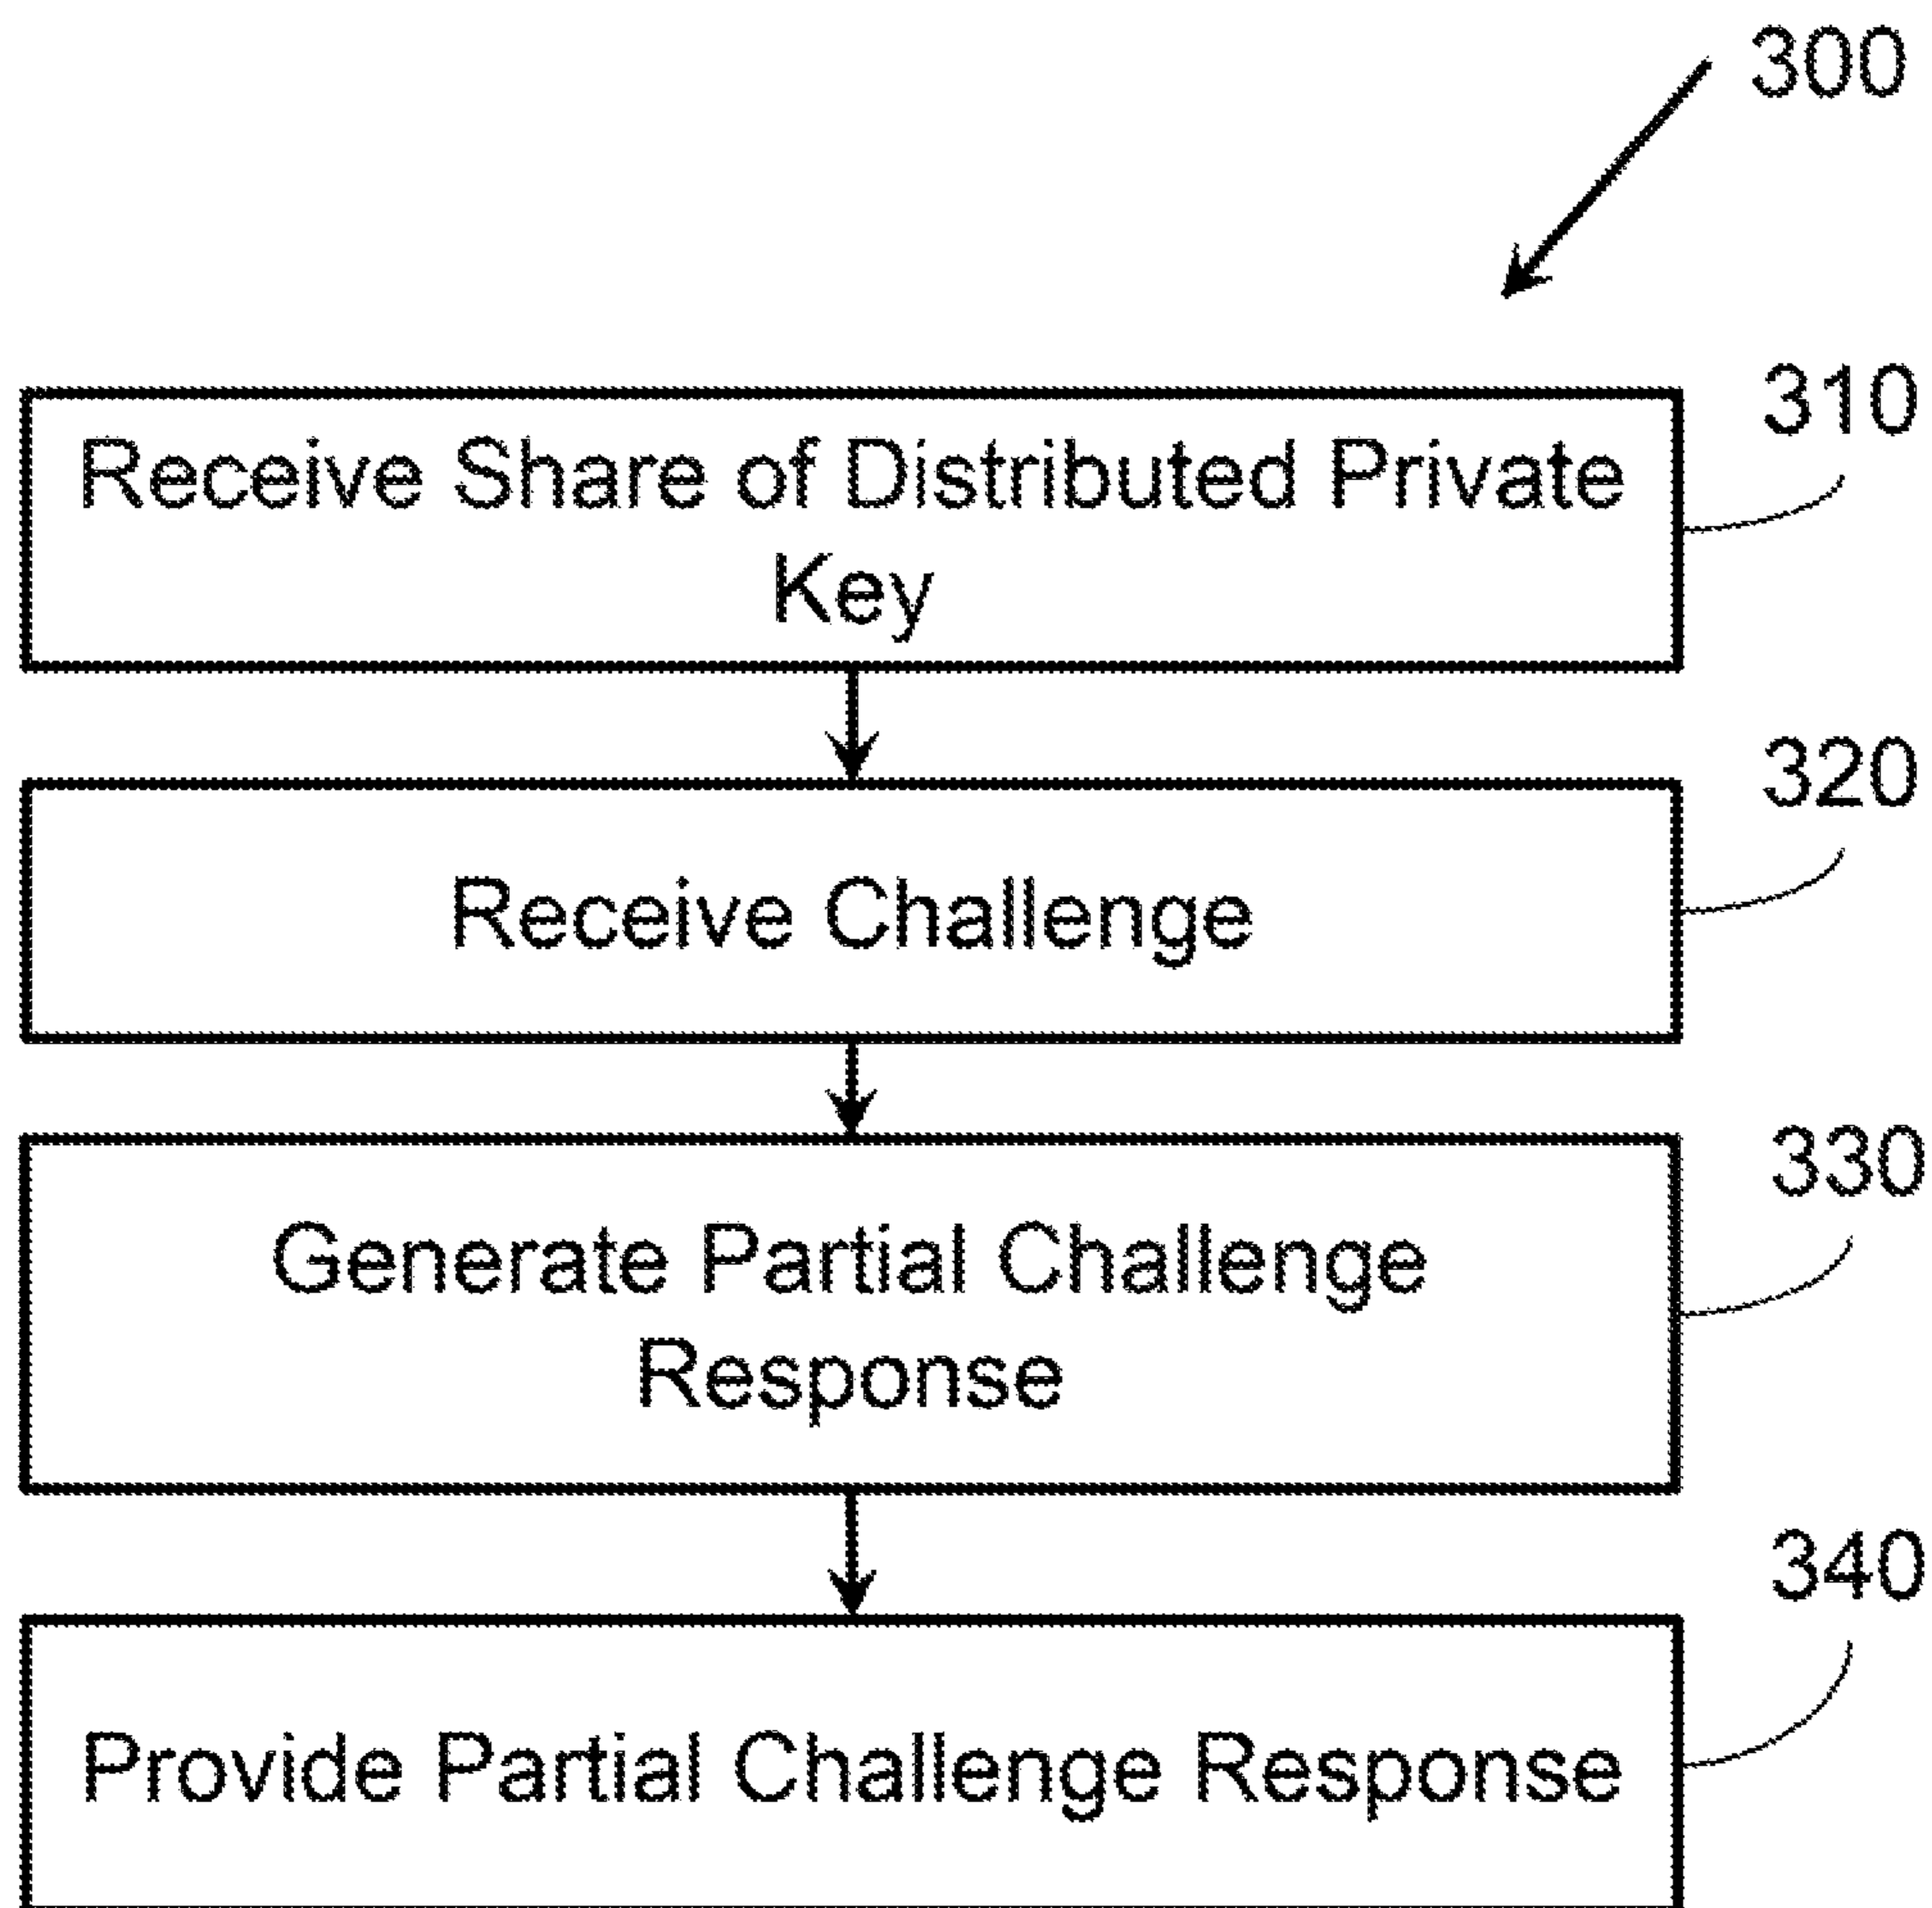 300
310
Receive Share of Distributed Private
Key
320
Receive Challenge
330
Generate Partial Challenge
Response
340
Provide Partial Challenge Response